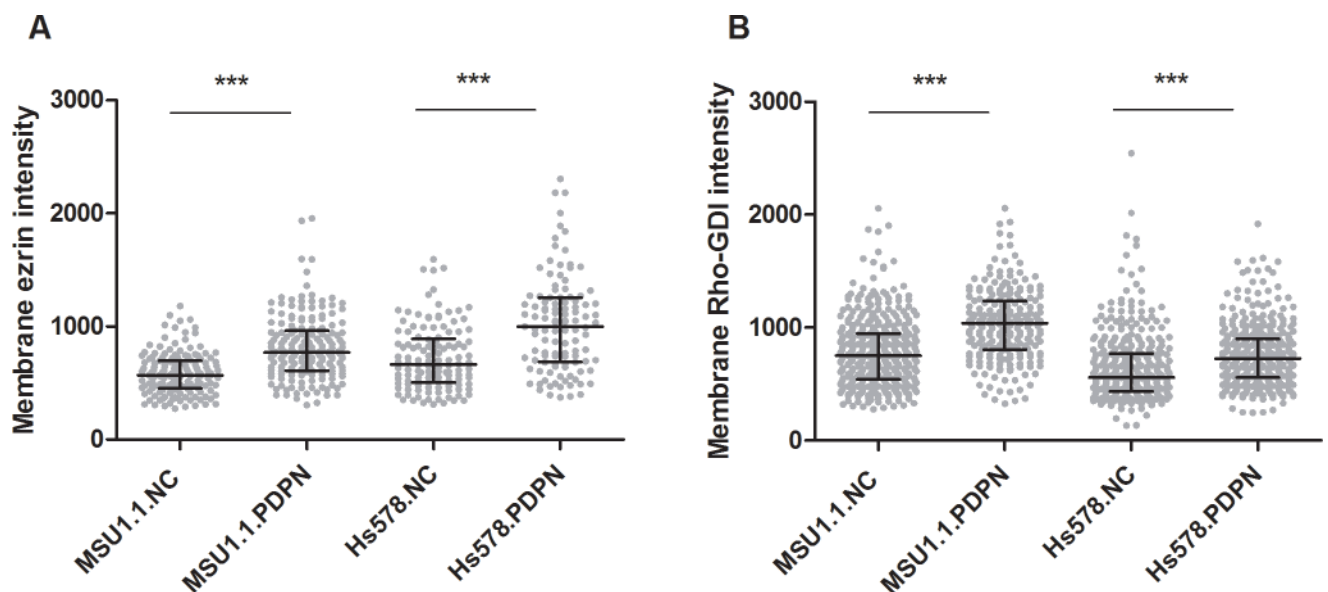 A
Membrane ezrin intensity
*** ***
3000
2000
1000
0
MSU1.1.NC
MSU1.1.PDPN
Hs578.NC
Hs578.PDPN
B
Membrane Rho-GDI intensity
*** ***
3000
2000
1000
0
MSU1.1.NC
MSU1.1.PDPN
Hs578.NC
Hs578.PDPN